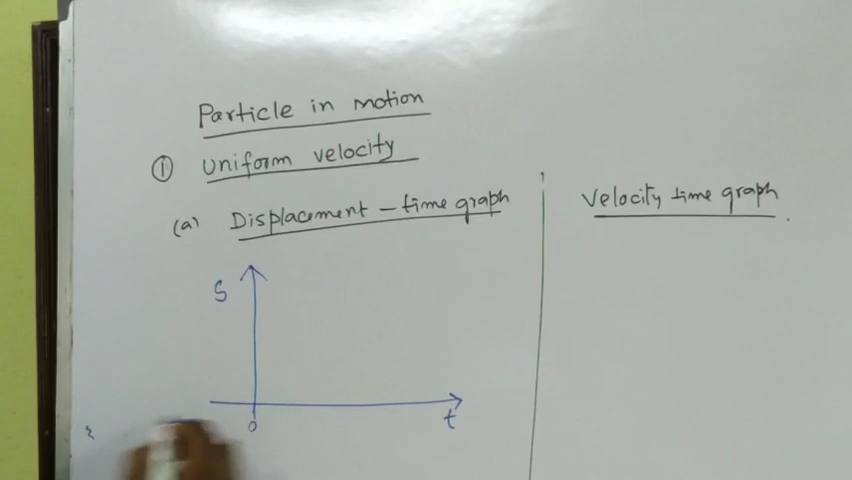 Particle in motion
① Uniform velocity
(a) Displacement - time graph
Velocity time graph
S
0
t